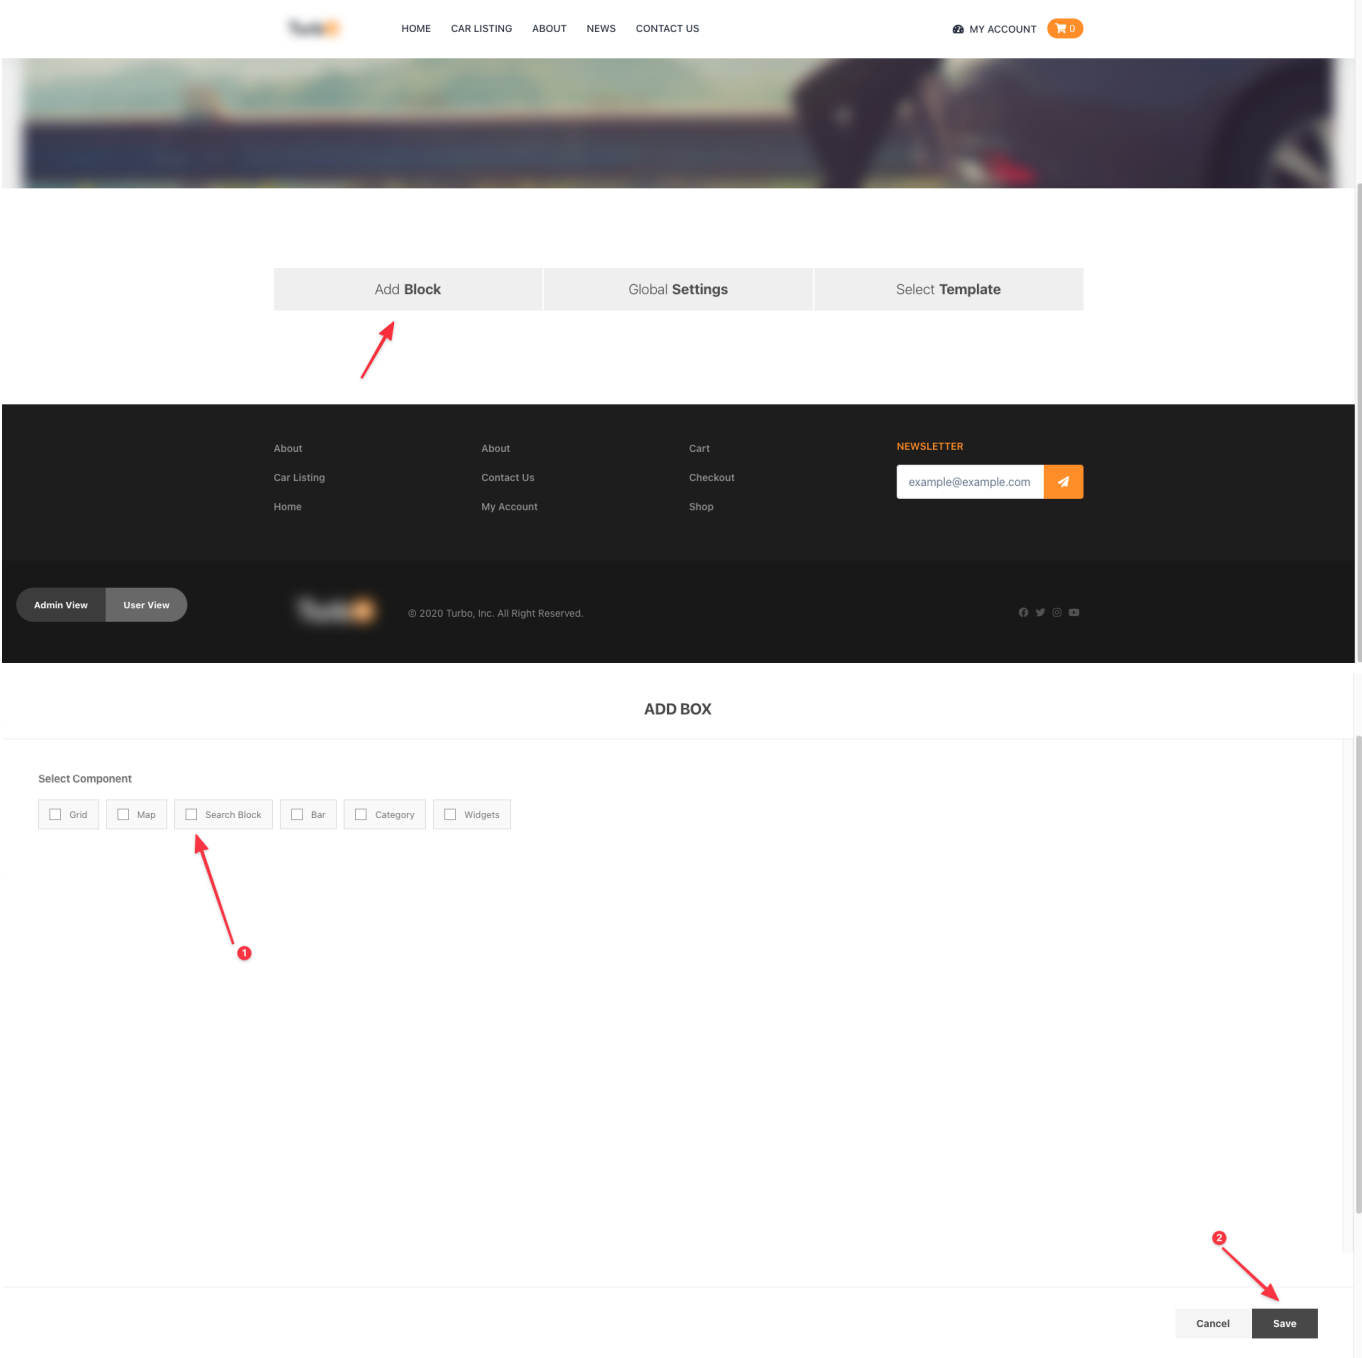 HOME CAR LISTING ABOUT NEWS CONTACT US MY ACCOUNT 0
Add Block Global Settings Select Template
About About Cart NEWSLETTER
Car Listing Contact Us Checkout example@example.com
Home My Account Shop
Admin View User View © 2020 Turbo, Inc. All Right Reserved.
ADD BOX
Select Component
Grid Map Search Block Bar Category Widgets
1
2
Cancel Save